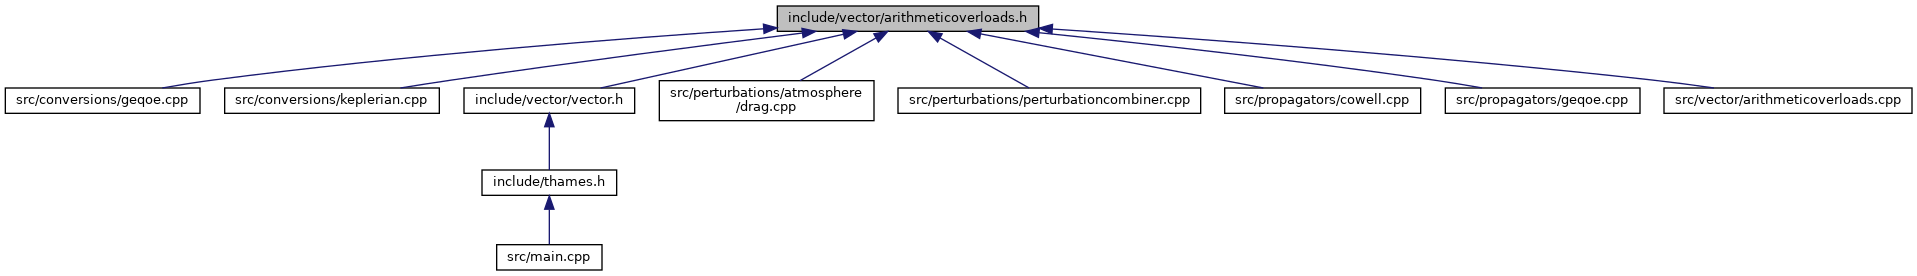 include/vector/arithmeticoverloads.h
src/conversions/geqoe.cpp
src/conversions/keplerian.cpp
include/vector/vector.h
src/perturbations/atmosphere
/drag.cpp
src/perturbations/perturbationcombiner.cpp
src/propagators/cowell.cpp
src/propagators/geqoe.cpp
src/vector/arithmeticoverloads.cpp
include/thames.h
src/main.cpp